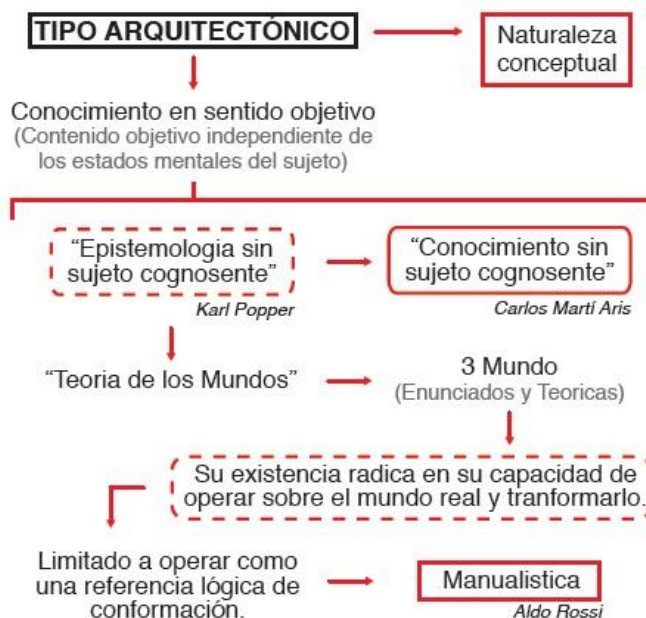 TIPO ARQUITECTÓNICO
Naturaleza
conceptual
Conocimiento en sentido objetivo
(Contenido objetivo independiente de
los estados mentales del sujeto)
“Epistemologia sin
sujeto cognosente”
Karl Popper
“Conocimiento sin
sujeto cognosente”
Carlos Martí Aris
“Teoria de los Mundos”
3 Mundo
(Enunciados y Teoricas)
Su existencia radica en su capacidad de
operar sobre el mundo real y tranformarlo.
Limitado a operar como
una referencia lógica de
conformación.
Manualistica
Aldo Rossi